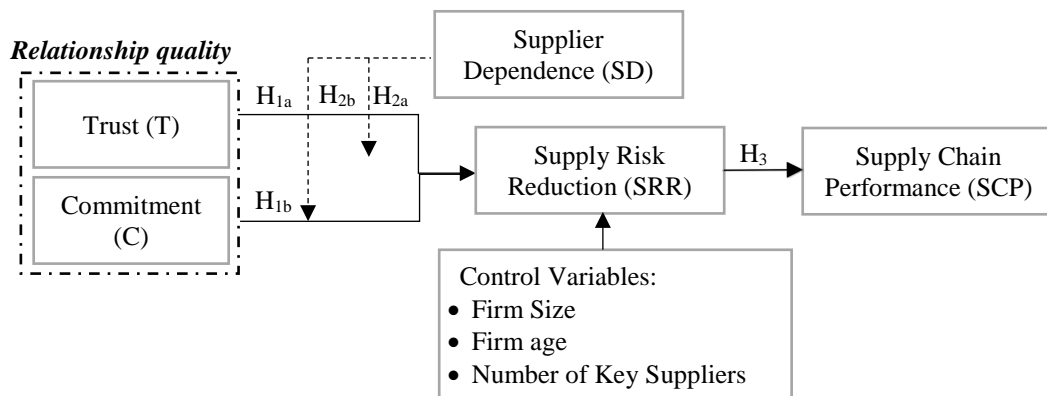 Relationship quality
Trust (T)
Commitment
(C)
H1a
H1b
H2b
H2a
Supplier
Dependence (SD)
Supply Risk
Reduction (SRR)
H3
Supply Chain
Performance (SCP)
Control Variables:
• Firm Size
• Firm age
• Number of Key Suppliers